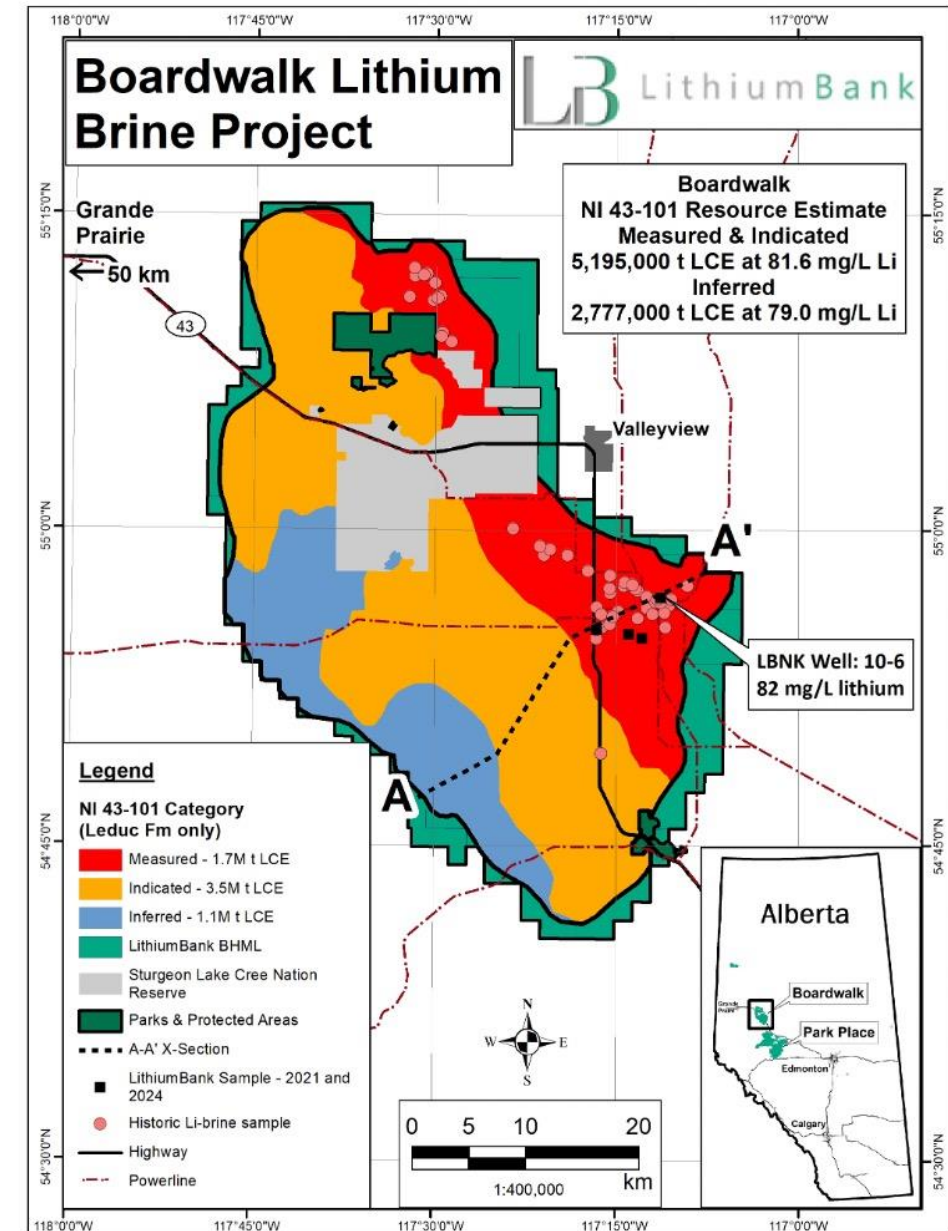 118°0'0"W
117°45'0"W
117°30'0"W
117°15'0"W
117°0'0"W
Boardwalk Lithium
Brine Project
LB LithiumBank
Boardwalk
NI 43-101 Resource Estimate
Measured & Indicated
5,195,000 t LCE at 81.6 mg/L Li
Inferred
2,777,000 t LCE at 79.0 mg/L Li
55°15'0"N
55°15'0"N
Grande
Prairie
50 km
43
Valleyview
55°0'0"N
55°0'0"N
A'
LBNK Well: 10-6
82 mg/L lithium
A
54°45'0"N
54°45'0"N
Legend
NI 43-101 Category
(Leduc Fm only)
Measured - 1.7M t LCE
Indicated - 3.5M t LCE
Inferred - 1.1M t LCE
LithiumBank BHML
Sturgeon Lake Cree Nation
Reserve
Parks & Protected Areas
A-A' X-Section
LithiumBank Sample - 2021 and
2024
Historic Li-brine sample
Highway
Powerline
N
W E
S
0 5 10 20
km
1:400,000
Alberta
Grande Prairie
Boardwalk
Park Place
Edmonton
Calgary
54°30'0"N
54°30'0"N
118°0'0"W
117°45'0"W
117°30'0"W
117°15'0"W
117°0'0"W